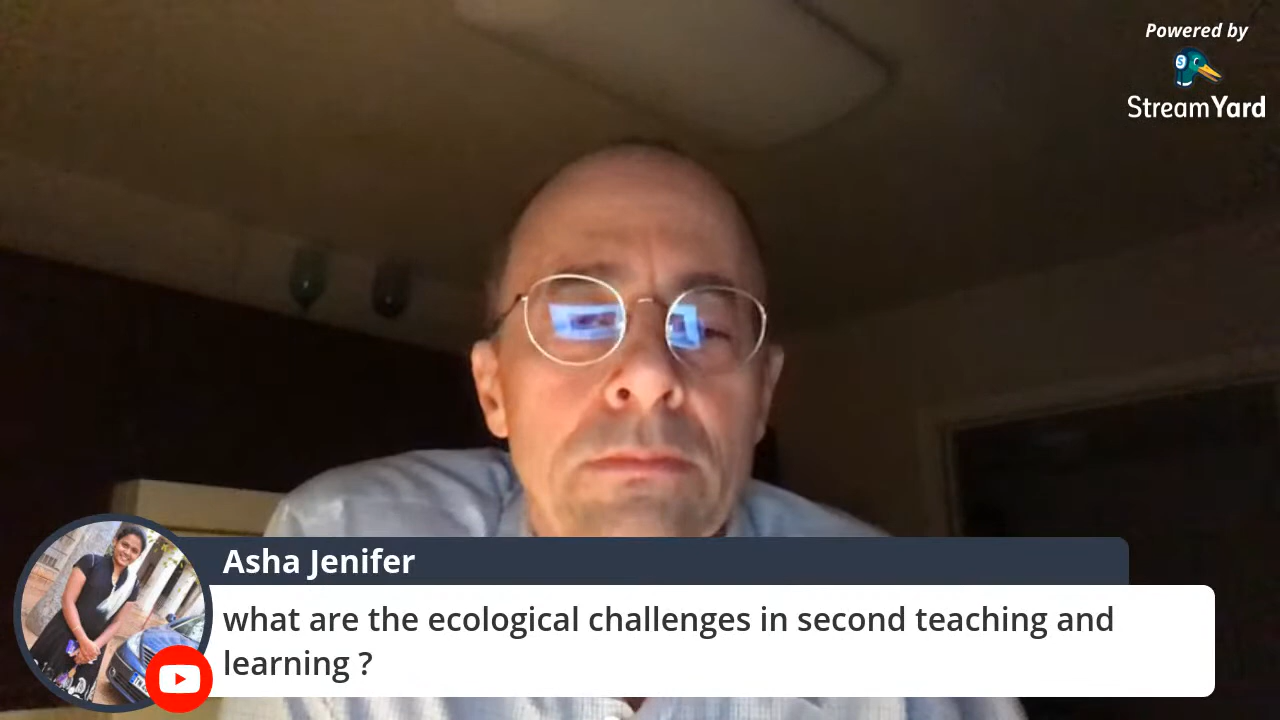 Powered by
StreamYard
Asha Jenifer
what are the ecological challenges in second teaching and
learning ?